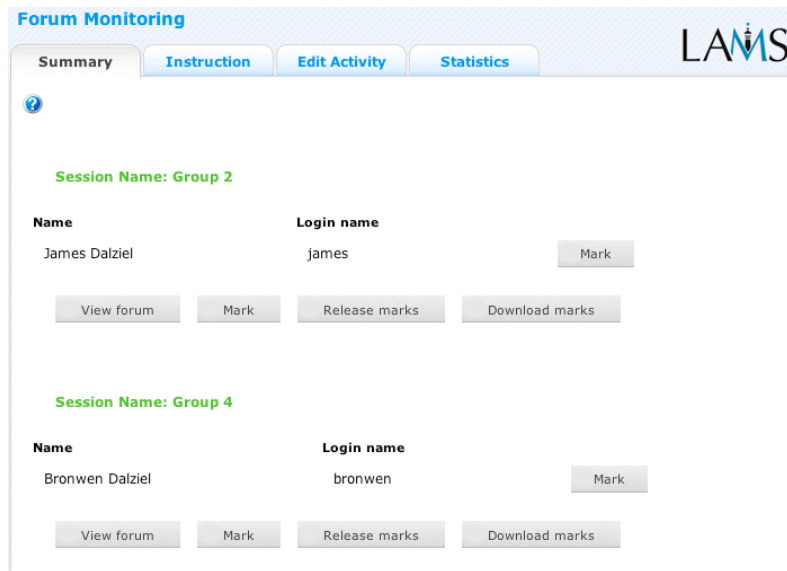 Forum Monitoring
LAMS
Summary Instruction Edit Activity Statistics
?
Session Name: Group 2
Name Login name
James Dalziel james Mark
View forum Mark Release marks Download marks
Session Name: Group 4
Name Login name
Bronwen Dalziel bronwen Mark
View forum Mark Release marks Download marks